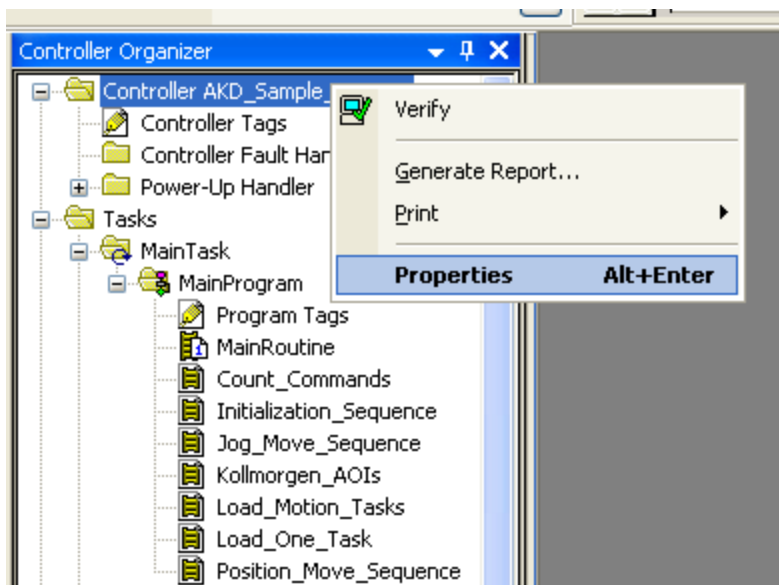 Controller Organizer
Controller AKD_Sample_
Controller Tags
Controller Fault Han
Power-Up Handler
Tasks
MainTask
MainProgram
Program Tags
MainRoutine
Count_Commands
Initialization_Sequence
Jog_Move_Sequence
Kollmorgen_AOIs
Load_Motion_Tasks
Load_One_Task
Position_Move_Sequence
Verify
Generate Report...
Print
Properties Alt+Enter